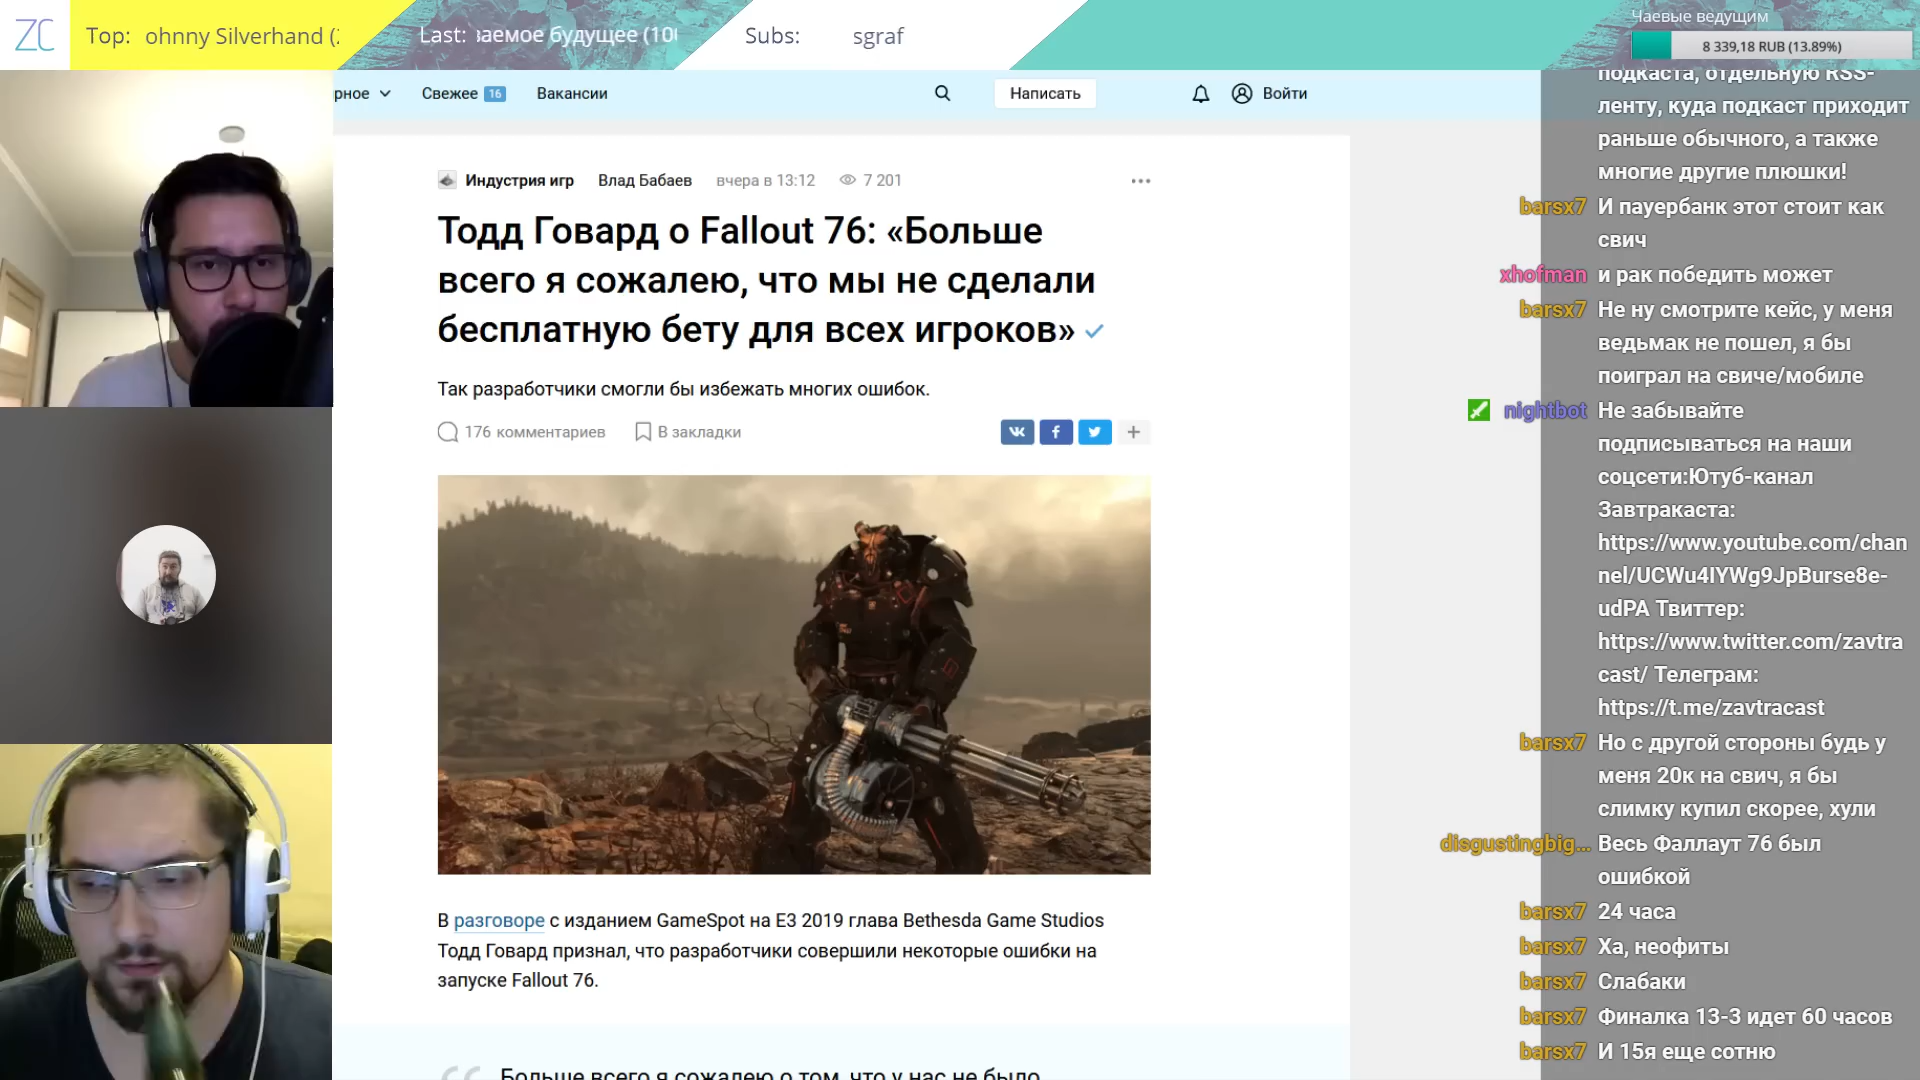 ZC
Top: ohnny Silverhand (
Last: ваемое будущее (10
Subs: sgraf
Чаевые ведущим
8 339,18 RUB (13.89%)
рное
Свежее 16
Вакансии
Написать
Войти
Индустрия игр Влад Бабаев вчера в 13:12 7 201
Тодд Говард о Fallout 76: «Больше
всего я сожалею, что мы не сделали
бесплатную бету для всех игроков»
Так разработчики смогли бы избежать многих ошибок.
176 комментариев В закладки
В разговоре с изданием GameSpot на E3 2019 глава Bethesda Game Studios
Тодд Говард признал, что разработчики совершили некоторые ошибки на
запуске Fallout 76.
Больше всего я сожалею о том, что у нас не было
подкаста, отдельную RSS-
ленту, куда подкаст приходит
раньше обычного, а также
многие другие плюшки!
barsx7 И пауербанк этот стоит как
свич
xhofman и рак победить может
barsx7 Не ну смотрите кейс, у меня
ведьмак не пошел, я бы
поиграл на свиче/мобиле
nightbot Не забывайте
подписываться на наши
соцсети:Ютуб-канал
Завтракаста:
https://www.youtube.com/chan
nel/UCWu4lYWg9JpBurse8e-
udPA Твиттер:
https://www.twitter.com/zavtra
cast/ Телеграм:
https://t.me/zavtracast
barsx7 Но с другой стороны будь у
меня 20к на свич, я бы
слимку купил скорее, хули
disgustingbig... Весь Фаллаут 76 был
ошибкой
barsx7 24 часа
barsx7 Ха, неофиты
barsx7 Слабаки
barsx7 Финалка 13-3 идет 60 часов
barsx7 И 15я еще сотню